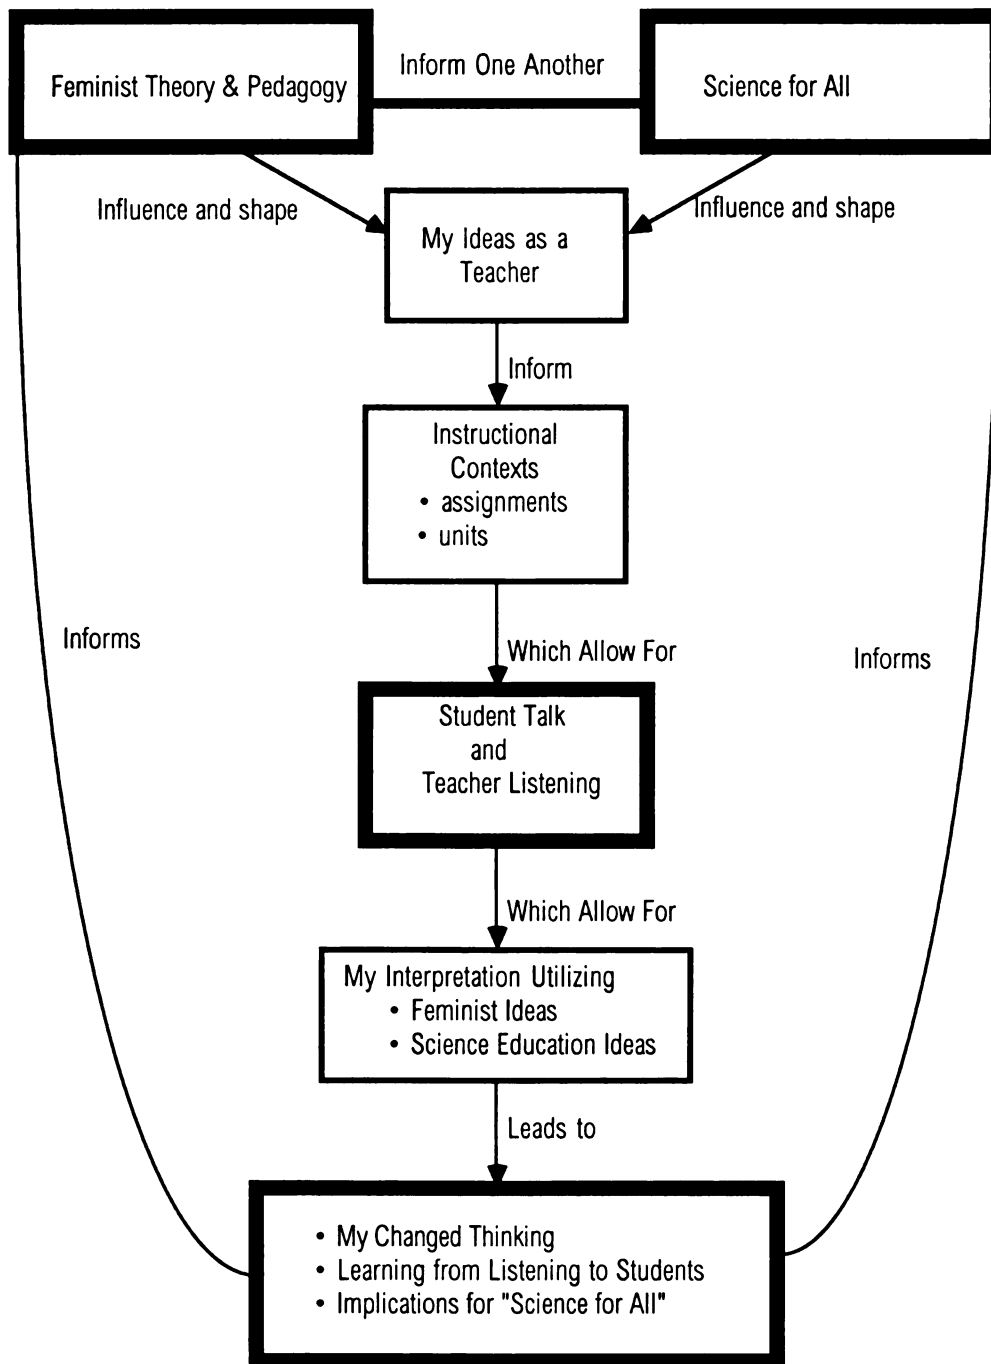 Feminist Theory & Pedagogy
Inform One Another
Science for All
Influence and shape
Influence and shape
My Ideas as a
Teacher
Inform
Instructional
Contexts
• assignments
• units
Informs
Which Allow For
Informs
Student Talk
and
Teacher Listening
Which Allow For
My Interpretation Utilizing
• Feminist Ideas
• Science Education Ideas
Leads to
• My Changed Thinking
• Learning from Listening to Students
• Implications for "Science for All"